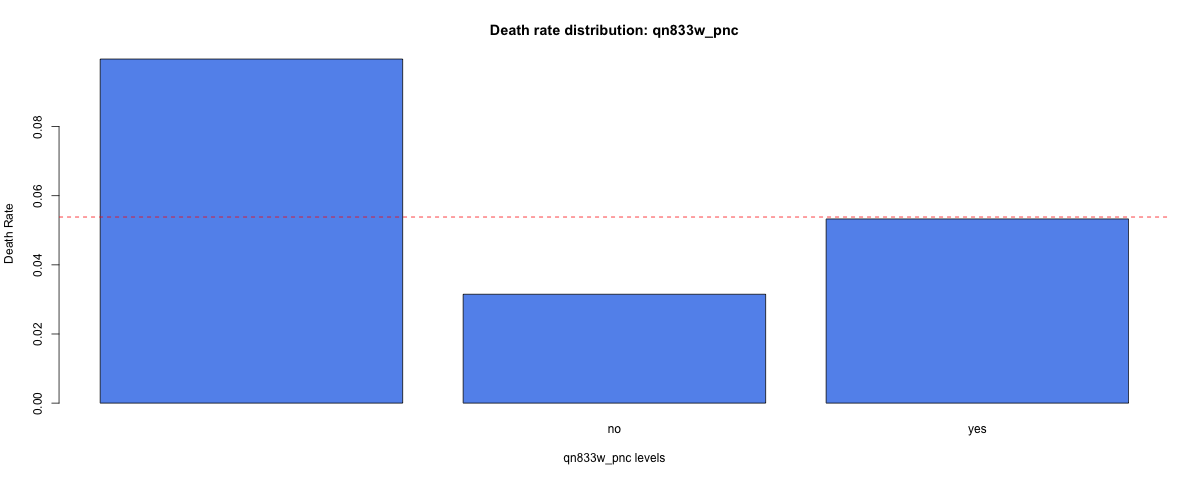 Death rate distribution: qn833w_pnc
Death Rate
0.08
0.06
0.04
0.02
0.00
no yes
qn833w_pnc levels